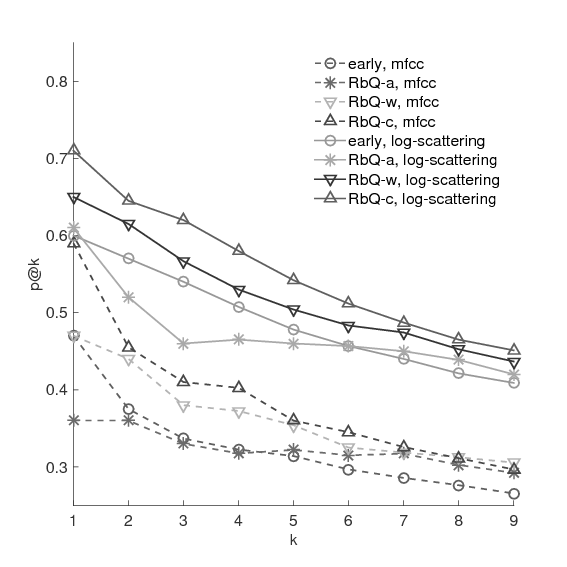 early, mfcc
RbQ-a, mfcc
RbQ-w, mfcc
RbQ-c, mfcc
early, log-scattering
RbQ-a, log-scattering
RbQ-w, log-scattering
RbQ-c, log-scattering
0.8
0.7
0.6
0.5
0.4
0.3
p@k
1 2 3 4 5 6 7 8 9
k